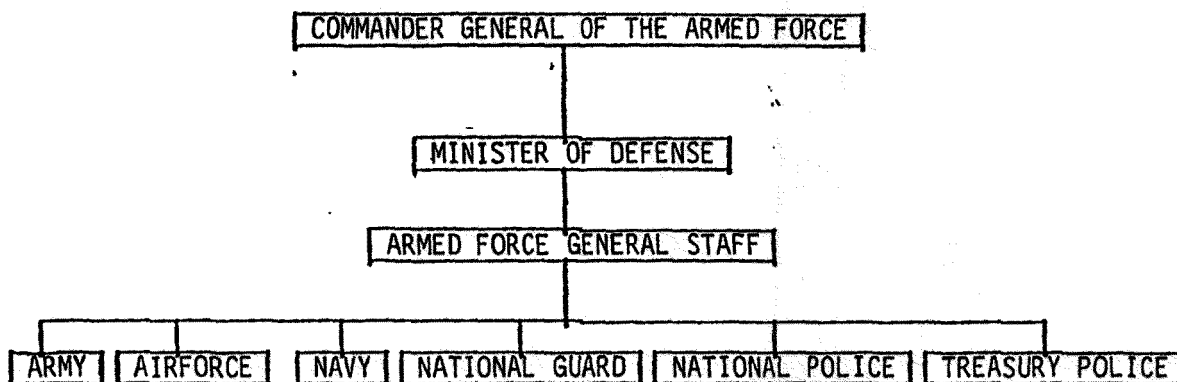 COMMANDER GENERAL OF THE ARMED FORCE
MINISTER OF DEFENSE
ARMED FORCE GENERAL STAFF
ARMY AIRFORCE NAVY NATIONAL GUARD NATIONAL POLICE TREASURY POLICE